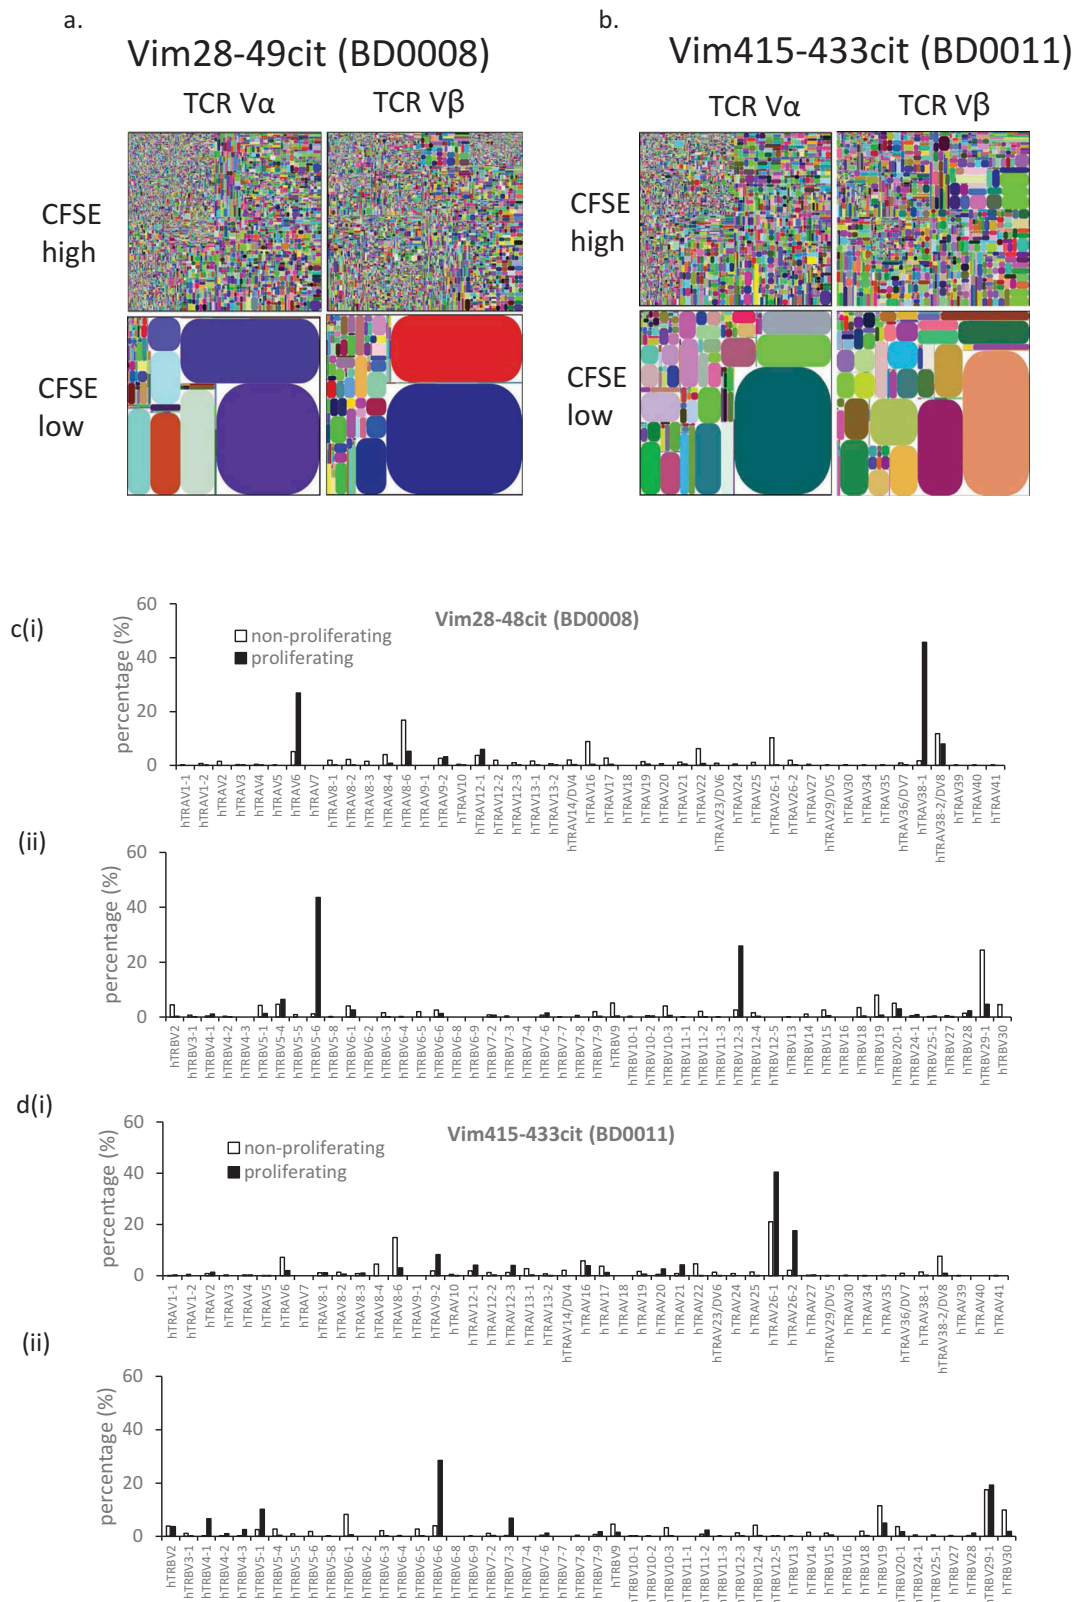 a.
Vim28-49cit (BD0008)
TCR Vα
TCR Vβ
CFSE
high
CFSE
low
b.
Vim415-433cit (BD0011)
TCR Vα
TCR Vβ
CFSE
high
CFSE
low
c(i)
Vim28-48cit (BD0008)
non-proliferating
proliferating
percentage (%)
60
40
20
0
hTRAV1-1
hTRAV1-2
hTRAV2
hTRAV3
hTRAV4
hTRAV5
hTRAV6
hTRAV7
hTRAV8-1
hTRAV8-2
hTRAV8-3
hTRAV8-4
hTRAV8-6
hTRAV9-1
hTRAV9-2
hTRAV10
hTRAV12-1
hTRAV12-2
hTRAV12-3
hTRAV13-1
hTRAV13-2
hTRAV14/DV4
hTRAV16
hTRAV17
hTRAV18
hTRAV19
hTRAV20
hTRAV21
hTRAV22
hTRAV23/DV6
hTRAV24
hTRAV25
hTRAV26-1
hTRAV26-2
hTRAV27
hTRAV29/DV5
hTRAV30
hTRAV34
hTRAV35
hTRAV36/DV7
hTRAV38-1
hTRAV38-2/DV8
hTRAV39
hTRAV40
hTRAV41
(ii)
percentage (%)
60
40
20
0
hTRBV2
hTRBV3-1
hTRBV4-1
hTRBV4-2
hTRBV4-3
hTRBV5-1
hTRBV5-4
hTRBV5-5
hTRBV5-6
hTRBV5-8
hTRBV6-1
hTRBV6-2
hTRBV6-3
hTRBV6-4
hTRBV6-5
hTRBV6-6
hTRBV6-8
hTRBV6-9
hTRBV7-2
hTRBV7-3
hTRBV7-4
hTRBV7-6
hTRBV7-7
hTRBV7-8
hTRBV7-9
hTRBV9
hTRBV10-1
hTRBV10-2
hTRBV10-3
hTRBV11-1
hTRBV11-2
hTRBV11-3
hTRBV12-3
hTRBV12-4
hTRBV12-5
hTRBV13
hTRBV14
hTRBV15
hTRBV16
hTRBV18
hTRBV19
hTRBV20-1
hTRBV24-1
hTRBV25-1
hTRBV27
hTRBV28
hTRBV29-1
hTRBV30
d(i)
Vim415-433cit (BD0011)
non-proliferating
proliferating
percentage (%)
60
40
20
0
hTRAV1-1
hTRAV1-2
hTRAV2
hTRAV3
hTRAV4
hTRAV5
hTRAV6
hTRAV7
hTRAV8-1
hTRAV8-2
hTRAV8-3
hTRAV8-4
hTRAV8-6
hTRAV9-1
hTRAV9-2
hTRAV10
hTRAV12-1
hTRAV12-2
hTRAV12-3
hTRAV13-1
hTRAV13-2
hTRAV14/DV4
hTRAV16
hTRAV17
hTRAV18
hTRAV19
hTRAV20
hTRAV21
hTRAV22
hTRAV23/DV6
hTRAV24
hTRAV25
hTRAV26-1
hTRAV26-2
hTRAV27
hTRAV29/DV5
hTRAV30
hTRAV34
hTRAV35
hTRAV36/DV7
hTRAV38-1
hTRAV38-2/DV8
hTRAV39
hTRAV40
hTRAV41
(ii)
percentage (%)
60
40
20
0
hTRBV2
hTRBV3-1
hTRBV4-1
hTRBV4-2
hTRBV4-3
hTRBV5-1
hTRBV5-4
hTRBV5-5
hTRBV5-6
hTRBV5-8
hTRBV6-1
hTRBV6-2
hTRBV6-3
hTRBV6-4
hTRBV6-5
hTRBV6-6
hTRBV6-8
hTRBV6-9
hTRBV7-2
hTRBV7-3
hTRBV7-4
hTRBV7-6
hTRBV7-7
hTRBV7-8
hTRBV7-9
hTRBV9
hTRBV10-1
hTRBV10-2
hTRBV10-3
hTRBV11-1
hTRBV11-2
hTRBV12-3
hTRBV12-4
hTRBV12-5
hTRBV13
hTRBV14
hTRBV15
hTRBV16
hTRBV18
hTRBV19
hTRBV20-1
hTRBV24-1
hTRBV25-1
hTRBV27
hTRBV28
hTRBV29-1
hTRBV30